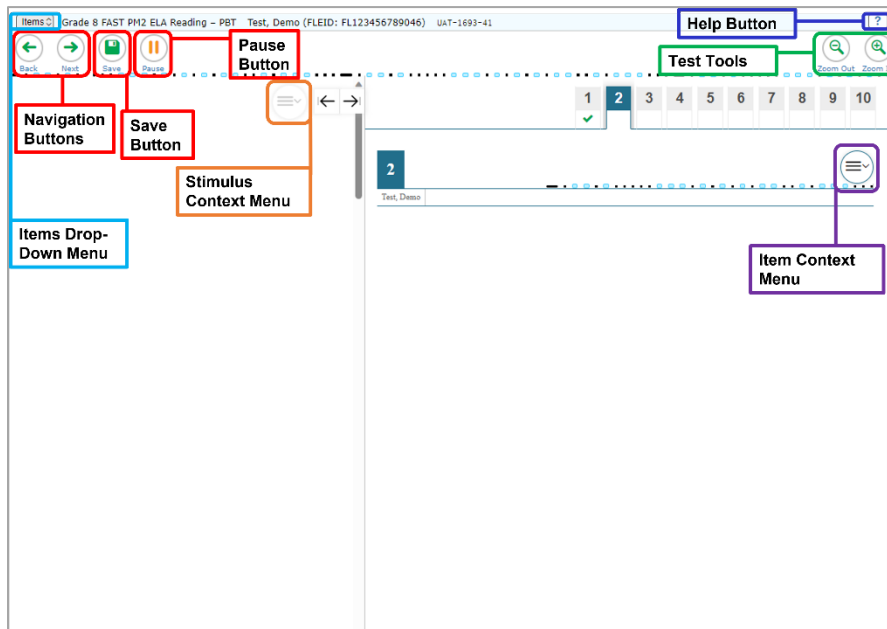 Items Grade 8 FAST PM2 ELA Reading – PBT Test, Demo (FLEID: FL123456789046) UAT-1693-41
Help Button
?
Back
Next
Save
Pause
Pause
Button
Test Tools
Zoom Out
Zoom
Navigation
Buttons
Save
Button
Stimulus
Context Menu
1 2 3 4 5 6 7 8 9 10
2
Test, Demo
Items Drop-
Down Menu
Item Context
Menu